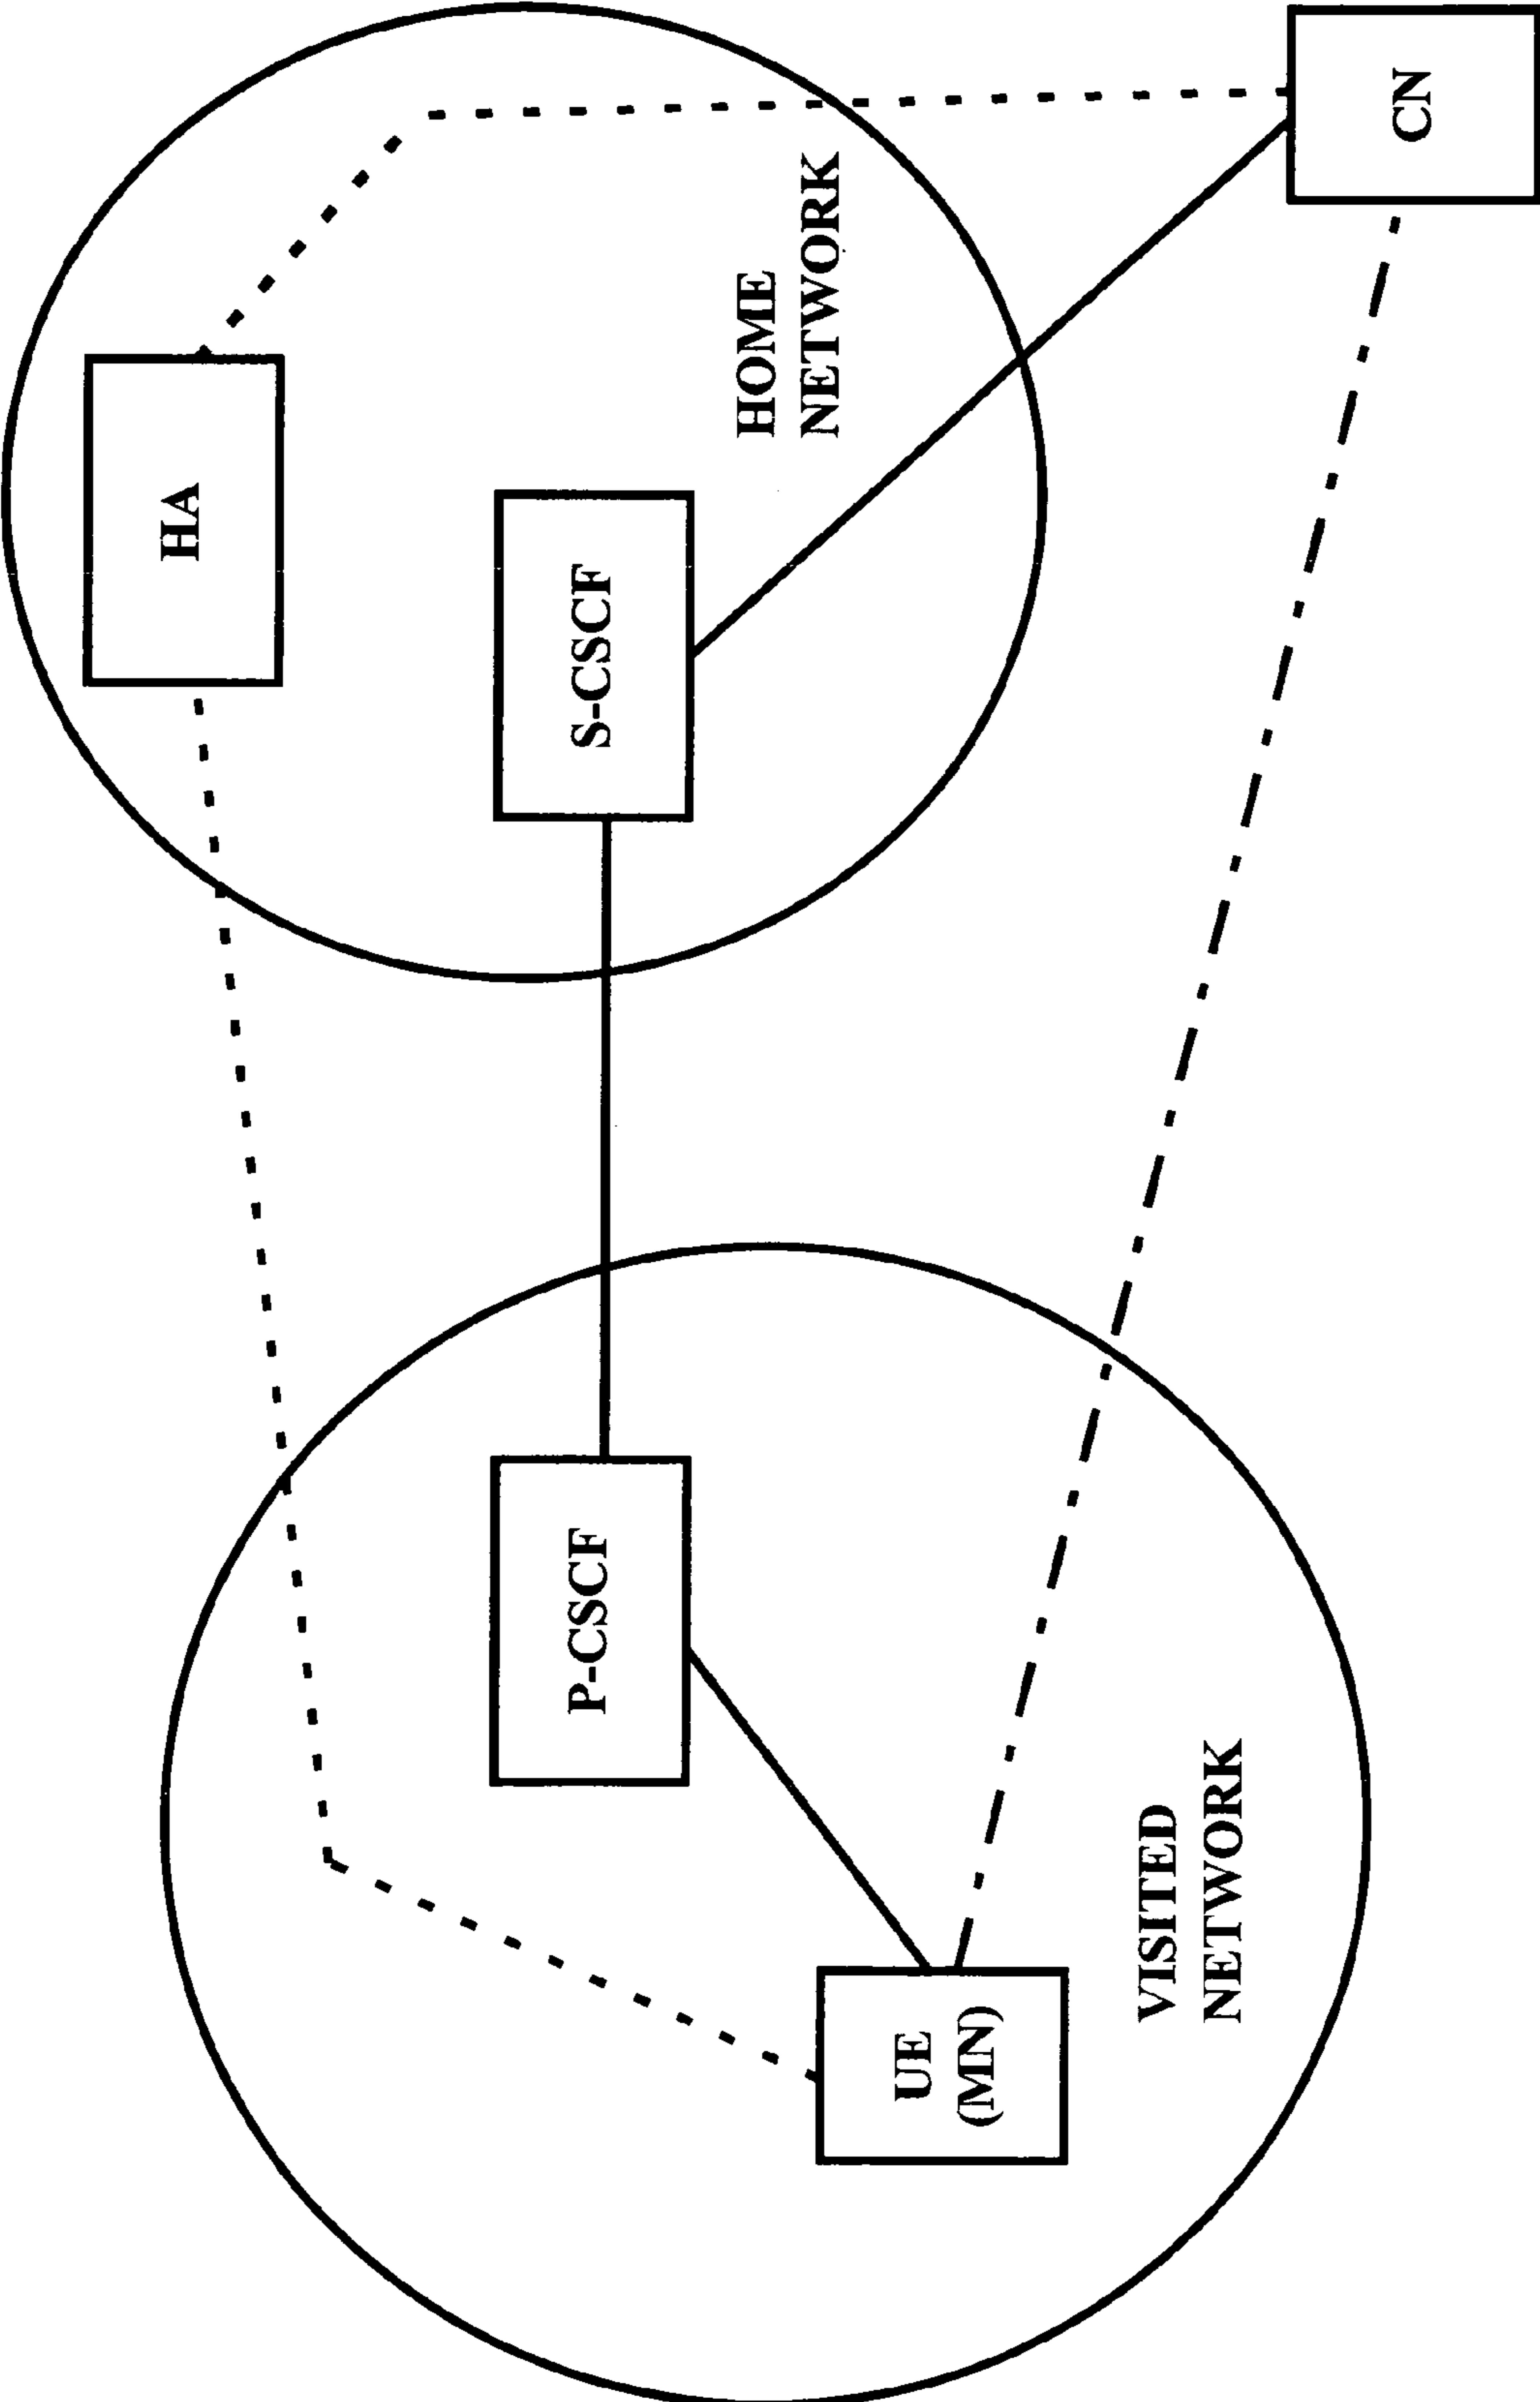 HA
S-CSCF
HOME
NETWORK
CN
P-CSCF
UE
(MN)
VISITED
NETWORK